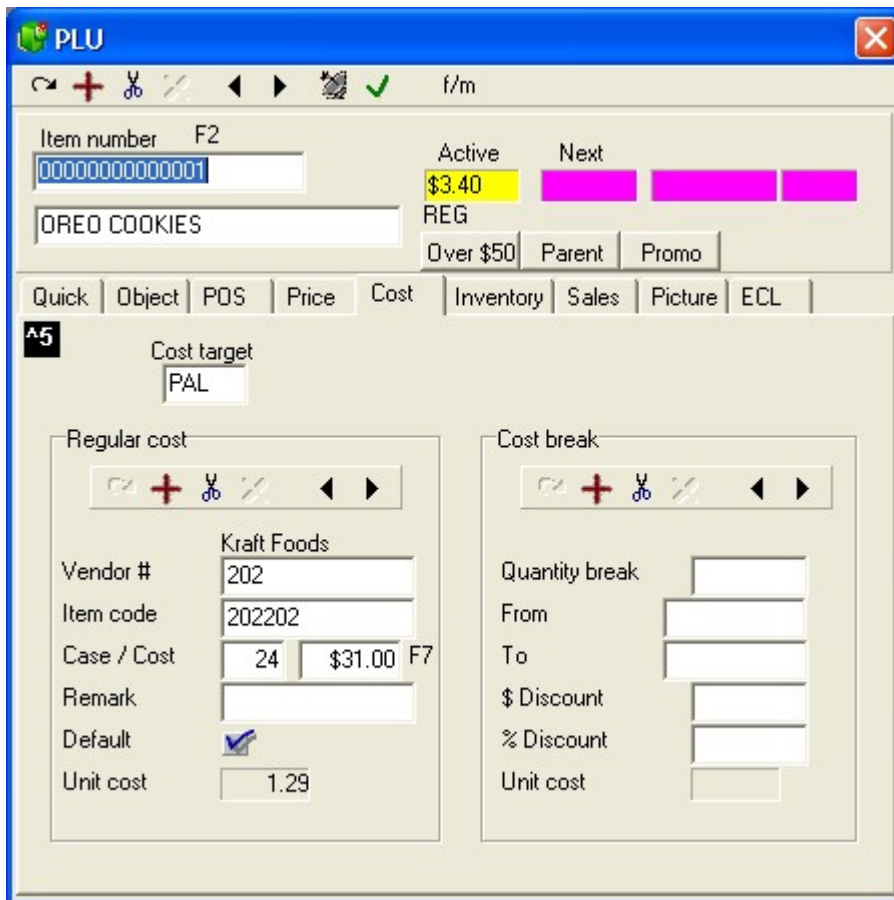 PLU
f/m
Item number F2
00000000000001
OREO COOKIES
Active Next
$3.40
REG
Over $50 Parent Promo
Quick Object POS Price Cost Inventory Sales Picture ECL
^5
Cost target
PAL
Regular cost
Kraft Foods
Vendor # 202
Item code 202202
Case / Cost 24 $31.00 F7
Remark
Default
Unit cost 1.29
Cost break
Quantity break
From
To
$ Discount
% Discount
Unit cost